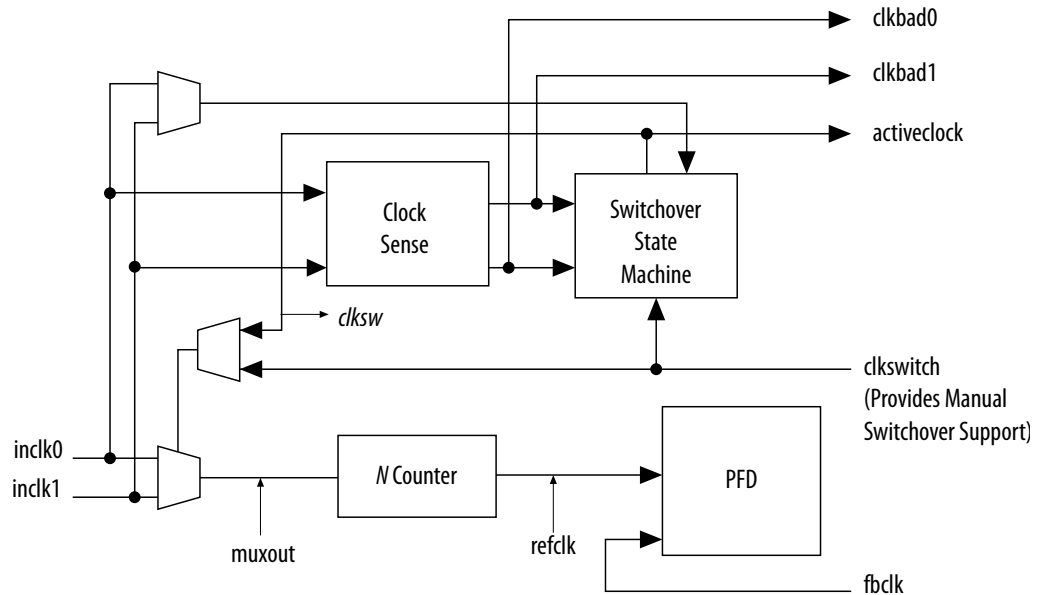 clkbad0
clkbad1
activeclock
Clock
Sense
Switchover
State
Machine
clksw
clkswitch
(Provides Manual
Switchover Support)
inclk0
inclk1
N Counter
PFD
muxout
refclk
fbclk